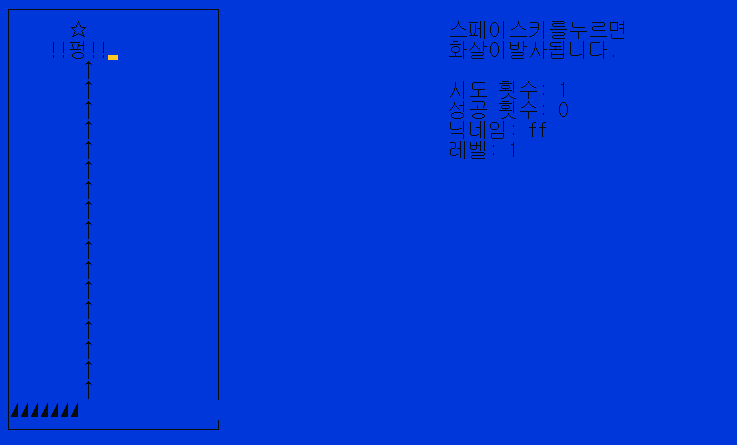 ☆
!!펑!!
스페이스키를누르면
화살이발사됩니다.
시도 횟수: 1
성공 횟수: 0
닉네임: ff
레벨: 1